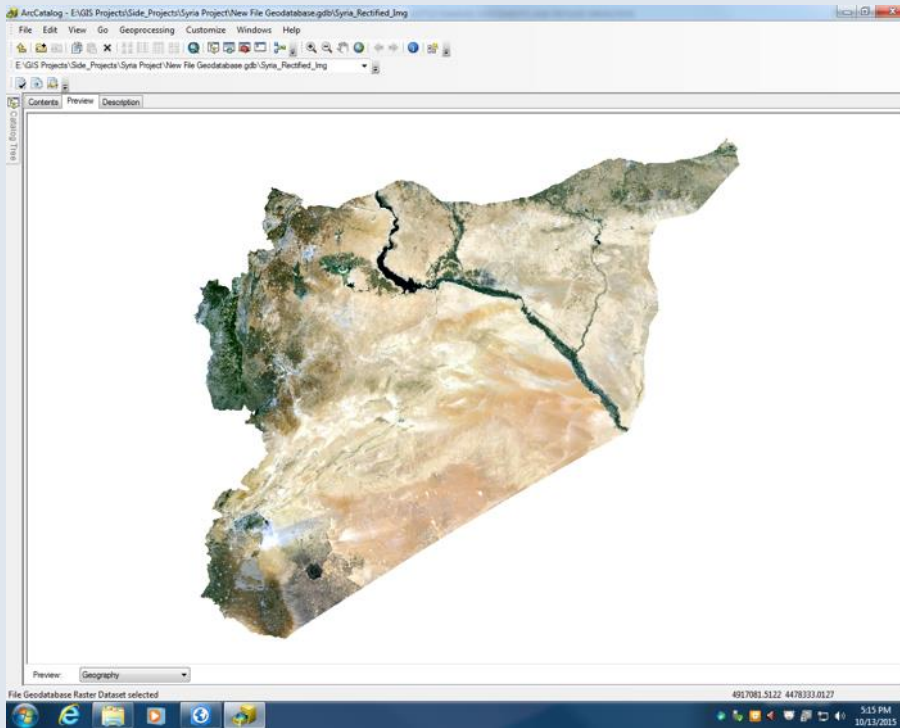 ArcCatalog - E:\GIS Projects\Side_Projects\Syria Project\New File Geodatabase.gdb\Syria_Rectified_Img
File Edit View Go Geoprocessing Customize Windows Help
E:\GIS Projects\Side_Projects\Syria Project\New File Geodatabase.gdb\Syria_Rectified_Img
Contents Preview Description
Catalog Tree
Preview: Geography
File Geodatabase Raster Dataset selected
4917081.5122 4478333.0127
5:15 PM
10/13/2015